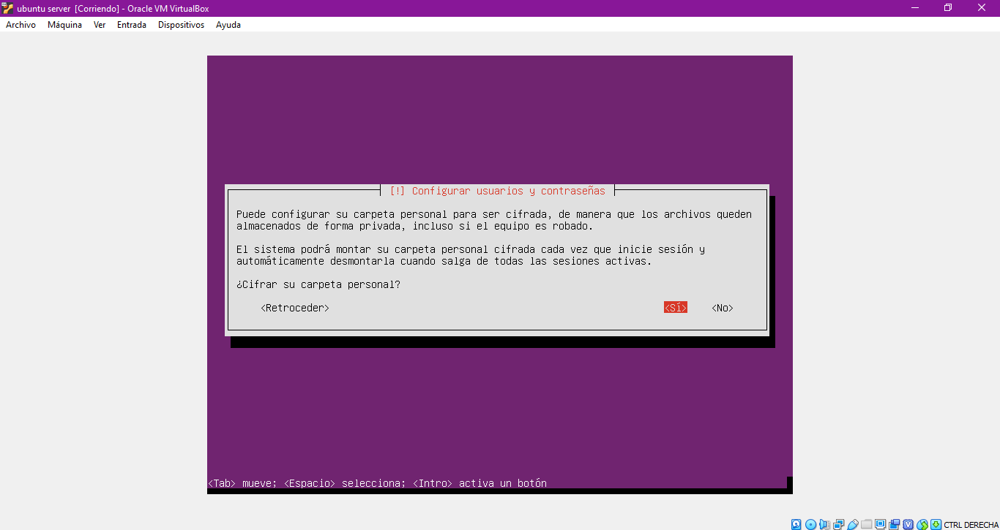 ubuntu server [Corriendo] - Oracle VM VirtualBox
Archivo Máquina Ver Entrada Dispositivos Ayuda
[!] Configurar usuarios y contraseñas
Puede configurar su carpeta personal para ser cifrada, de manera que los archivos queden
almacenados de forma privada, incluso si el equipo es robado.
El sistema podrá montar su carpeta personal cifrada cada vez que inicie sesión y
automáticamente desmontarla cuando salga de todas las sesiones activas.
¿Cifrar su carpeta personal?
<Retroceder> <Sí> <No>
<Tab> mueve; <Espacio> selecciona; <Intro> activa un botón
CTRL DERECHA